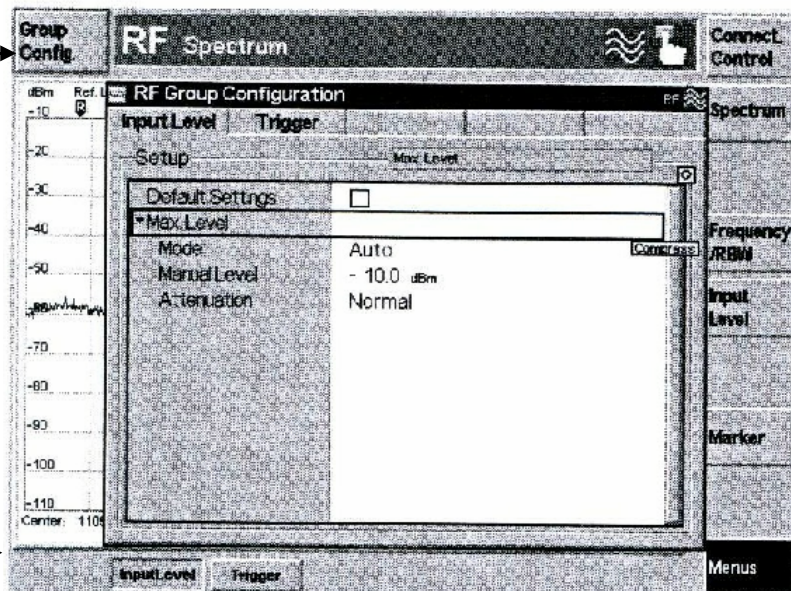 Group
Config.
RF Spectrum
Connect.
Control
dBm Ref. L
RF Group Configuration
RF
-10
Input Level Trigger
Spectrum
-20
Setup
Max. Level
-30
Default Settings
Max. Level
-40
Mode Auto
Compress
Frequency
/RBW
Manual Level - 10.0 dBm
-50
Attenuation Normal
Input
Level
-70
-80
-90
Marker
-100
-110
Center: 110
Input Level Trigger
Menus